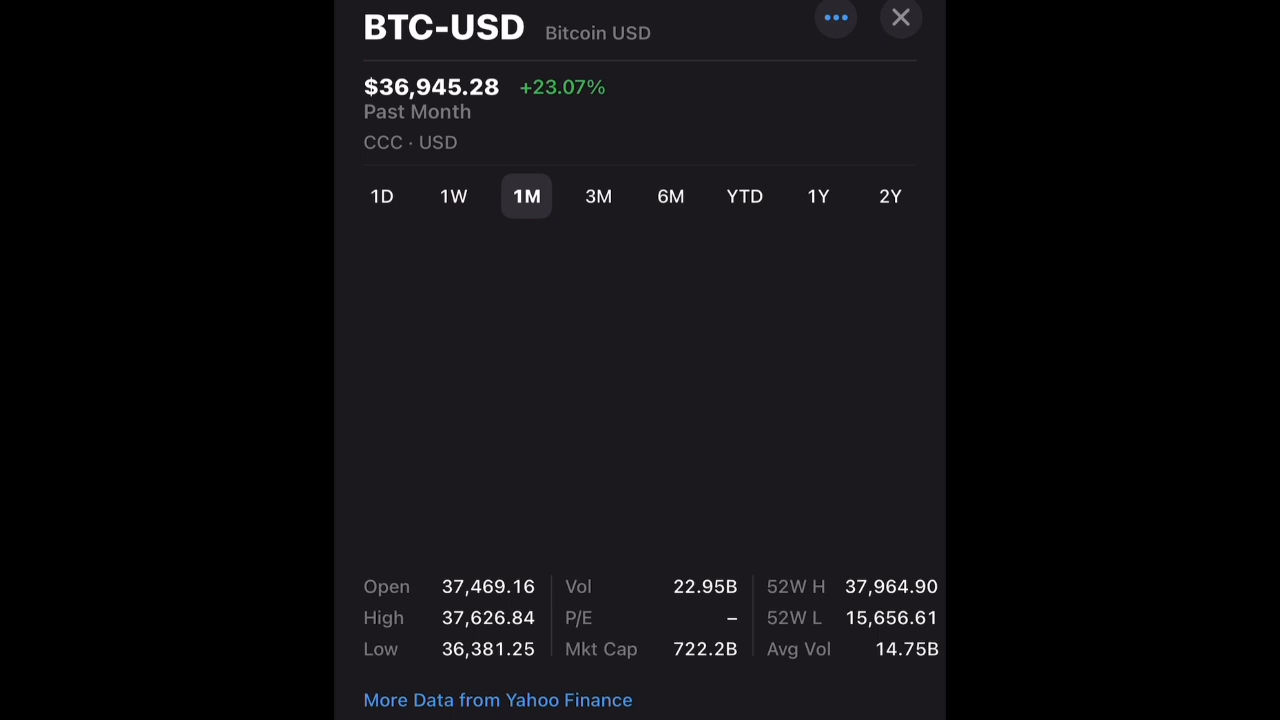 BTC-USD Bitcoin USD
$36,945.28 +23.07%
Past Month
CCC · USD
1D 1W 1M 3M 6M YTD 1Y 2Y
Open 37,469.16 Vol 22.95B 52W H 37,964.90
High 37,626.84 P/E – 52W L 15,656.61
Low 36,381.25 Mkt Cap 722.2B Avg Vol 14.75B
More Data from Yahoo Finance